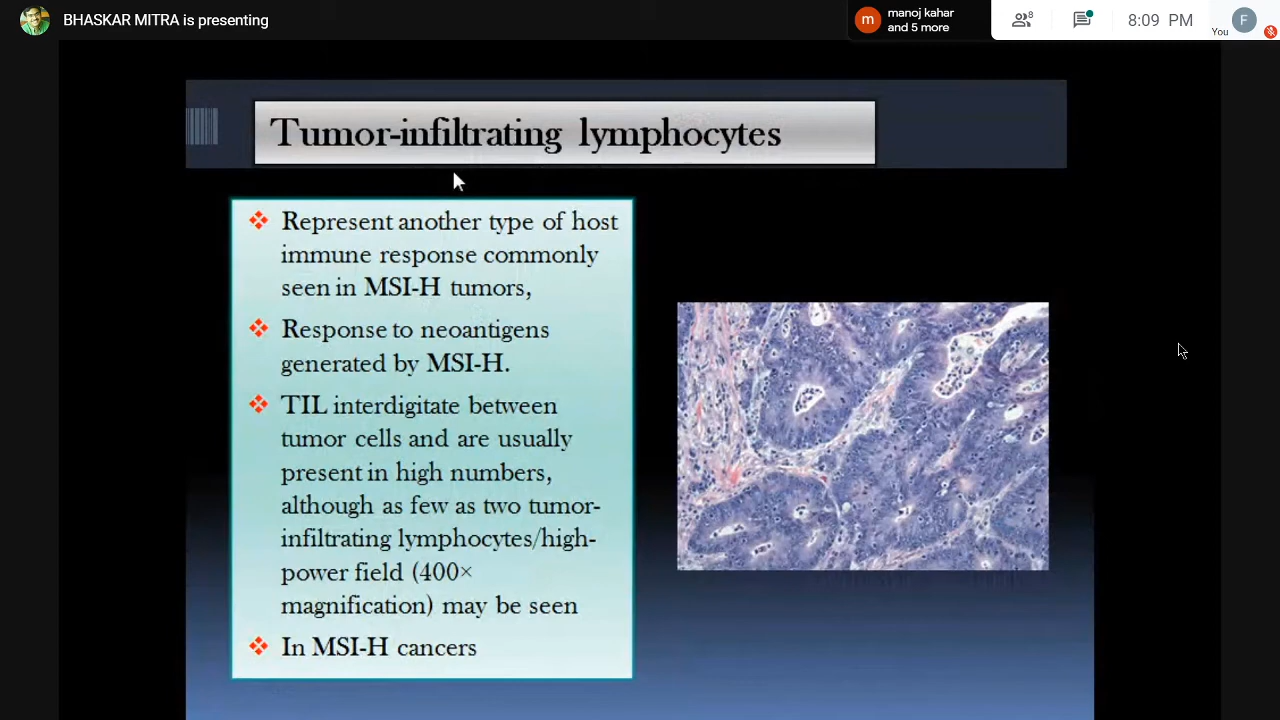 BHASKAR MITRA is presenting
m
manoj kahar
and 5 more
8
8:09 PM
You
F
Tumor-infiltrating lymphocytes
Represent another type of host
immune response commonly
seen in MSI-H tumors,
Response to neoantigens
generated by MSI-H.
TIL interdigitate between
tumor cells and are usually
present in high numbers,
although as few as two tumor-
infiltrating lymphocytes/high-
power field (400×
magnification) may be seen
In MSI-H cancers